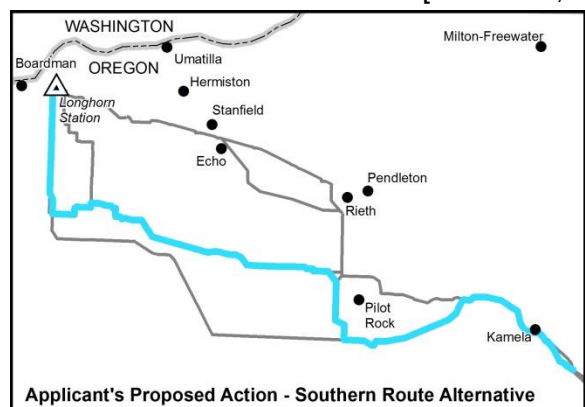 WASHINGTON
OREGON
Boardman
Longhorn
Station
Umatilla
Hermiston
Stanfield
Echo
Milton-Freewater
Pendleton
Rieth
Pilot
Rock
Kamela
Applicant's Proposed Action - Southern Route Alternative